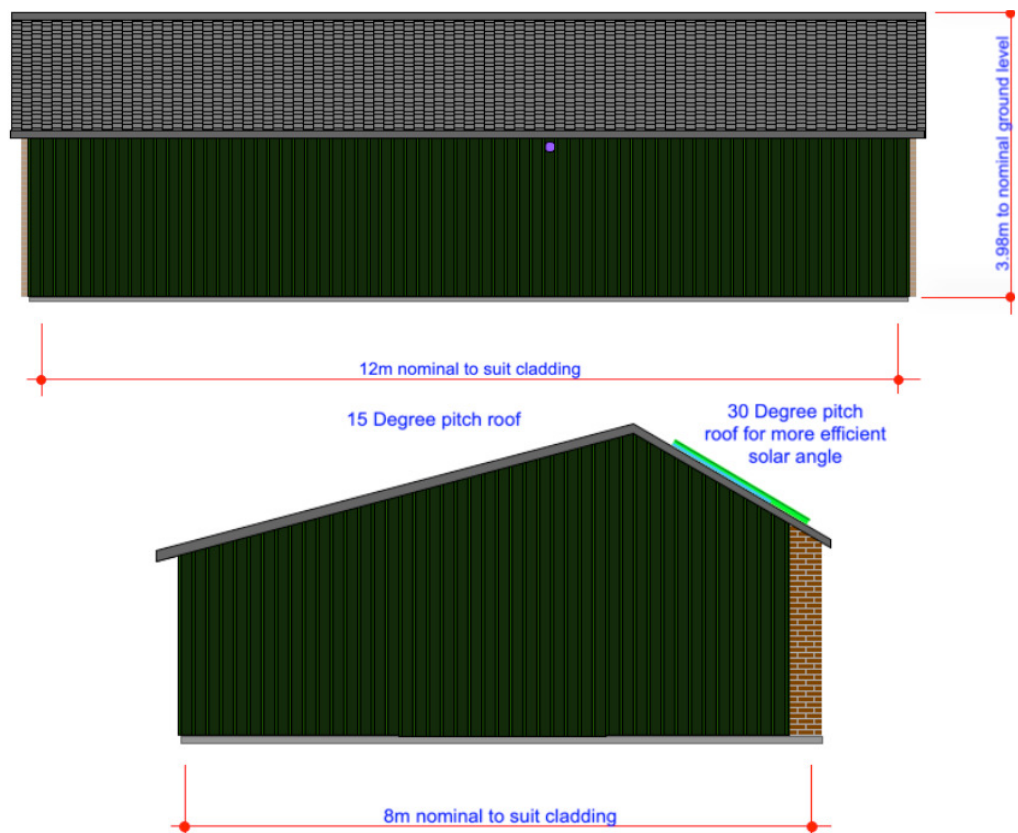 3.98m to nominal ground level
12m nominal to suit cladding
15 Degree pitch roof
30 Degree pitch
roof for more efficient
solar angle
8m nominal to suit cladding